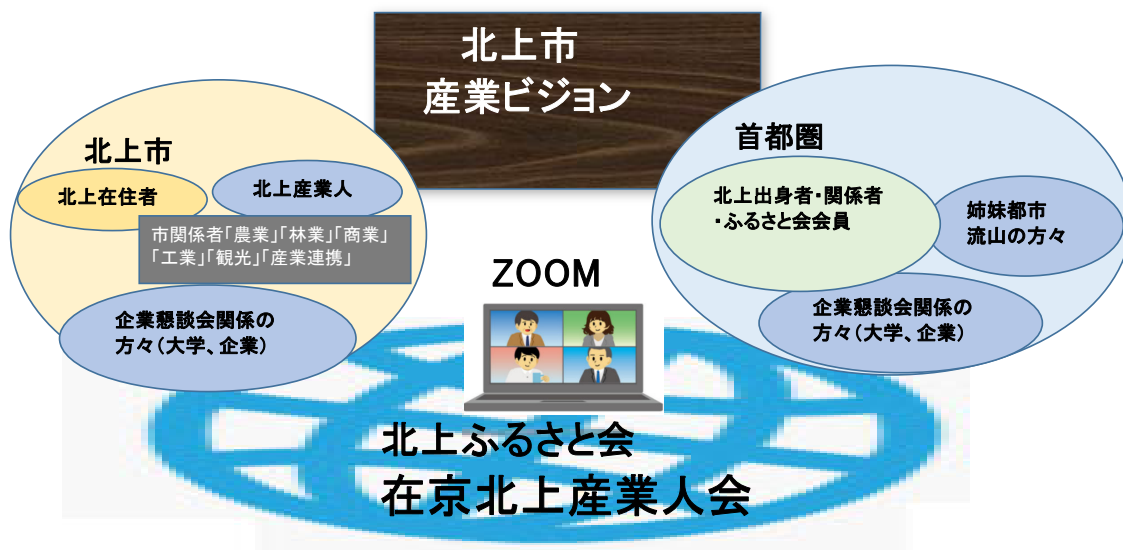 北上市
産業ビジョン
北上市
北上在住者
北上産業人
市関係者「農業」「林業」「商業」
「工業」「観光」「産業連携」
企業懇談会関係の
方々(大学、企業)
首都圏
北上出身者・関係者
・ふるさと会会員
姉妹都市
流山の方々
企業懇談会関係の
方々(大学、企業)
ZOOM
北上ふるさと会
在京北上産業人会